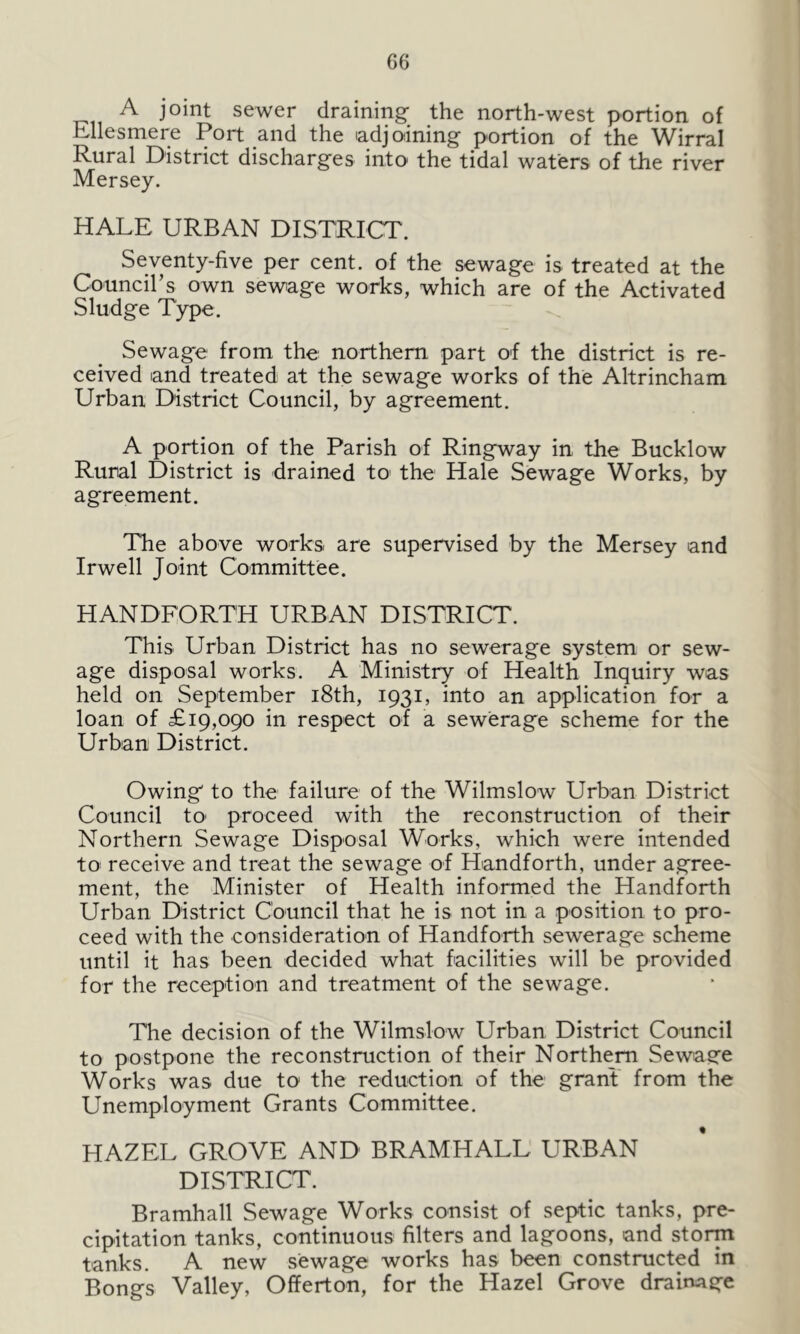 66
A joint sewer draining the north-west portion of
Ellesmere Port and the adjoining portion of the Wirral
Rural District discharges into the tidal waters of the river
Mersey.
HALE URBAN DISTRICT.
Seventy-five per cent. of the sewage is treated at the
Council's own sewage works, which are of the Activated
Sludge Type.
Sewage from the northern part of the district is re-
ceived and treated at the sewage works of the Altrincham
Urban District Council, by agreement.
A portion of the Parish of Ringway in the Bucklow
Rural District is drained to the Hale Sewage Works, by
agreement.
The above works are supervised by the Mersey and
Irwell Joint Committee.
HANDFORTH URBAN DISTRICT.
This Urban District has no sewerage system or sew-
age disposal works. A Ministry of Health Inquiry was
held on September 18th, 1931, into an application for a
loan of £19,090 in respect of a sewerage scheme for the
Urban District.
Owing to the failure of the Wilmslow Urban District
Council to proceed with the reconstruction of their
Northern Sewage Disposal Works, which were intended
to receive and treat the sewage of Handforth, under agree-
ment, the Minister of Health informed the Handforth
Urban District Council that he is not in a position to pro-
ceed with the consideration of Handforth sewerage scheme
until it has been decided what facilities will be provided
for the reception and treatment of the sewage.
The decision of the Wilmslow Urban District Council
to postpone the reconstruction of their Northern Sewage
Works was due to the reduction of the grant from the
Unemployment Grants Committee.
HAZEL GROVE AND BRAMHALL URBAN
DISTRICT.
Bramhall Sewage Works consist of septic tanks, pre-
cipitation tanks, continuous filters and lagoons, and storm
tanks. A new sewage works has been constructed in
Bongs Valley, Offerton, for the Hazel Grove drainage